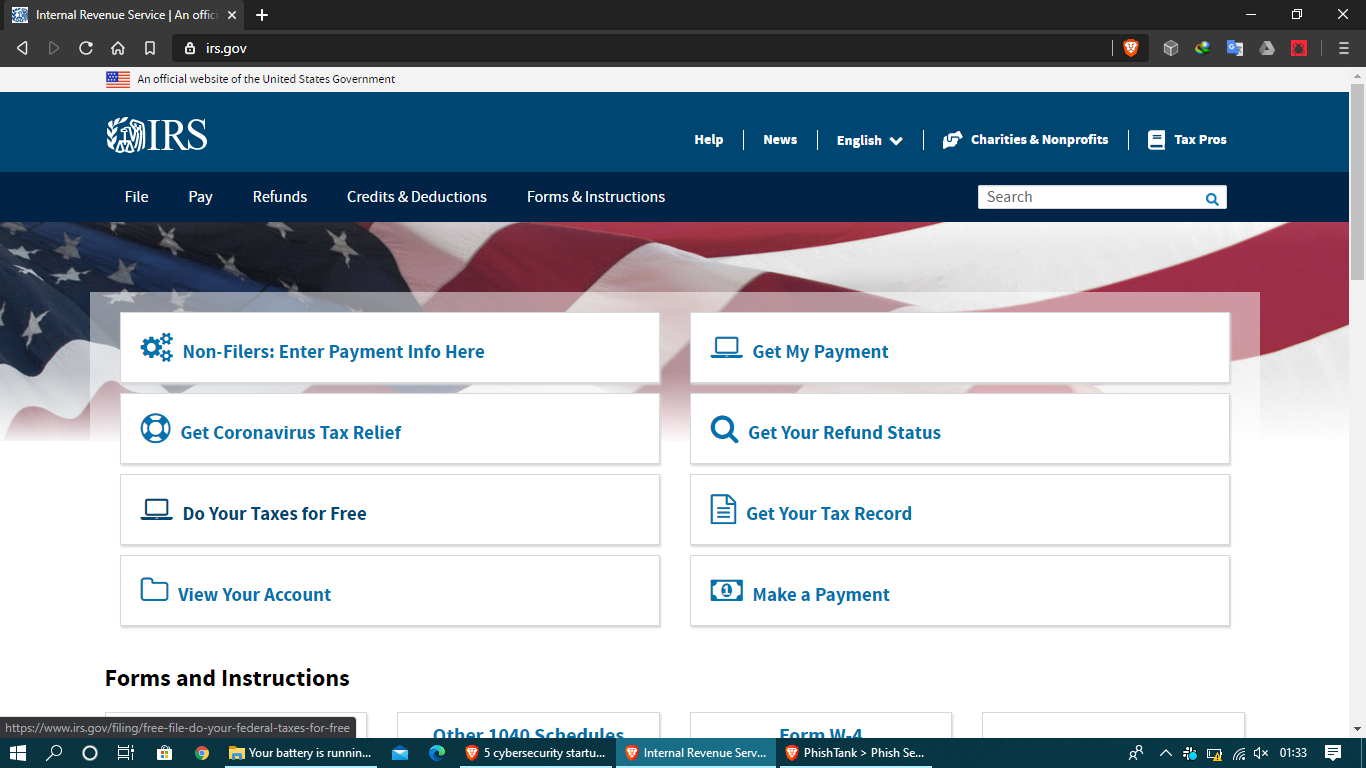 Internal Revenue Service | An offici
irs.gov
An official website of the United States Government
IRS
Help
News
English
Charities & Nonprofits
Tax Pros
File
Pay
Refunds
Credits & Deductions
Forms & Instructions
Search
Non-Filers: Enter Payment Info Here
Get My Payment
Get Coronavirus Tax Relief
Get Your Refund Status
Do Your Taxes for Free
Get Your Tax Record
View Your Account
Make a Payment
Forms and Instructions
Other 1040 Schedules
Form W-4
https://www.irs.gov/filing/free-file-do-your-federal-taxes-for-free
Your battery is runnin...
5 cybersecurity startu...
Internal Revenue Serv...
PhishTank > Phish Se...
01:33